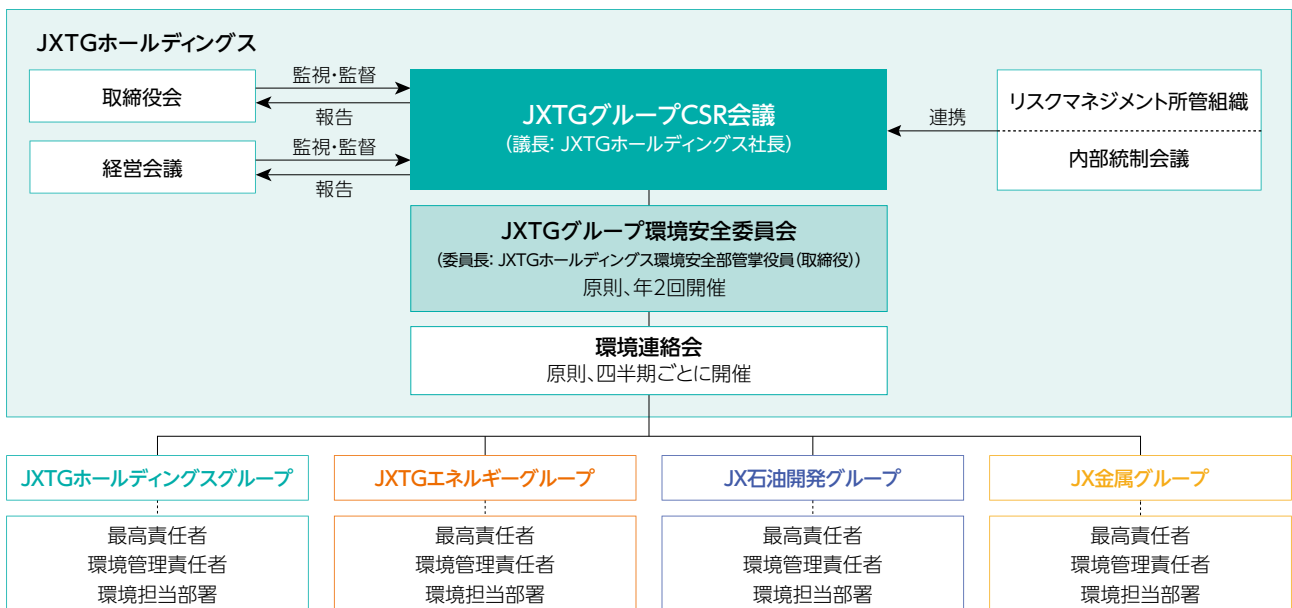 JXTGホールディングス
取締役会
監視・監督
報告
経営会議
監視・監督
報告
JXTGグループCSR会議
(議長: JXTGホールディングス社長)
連携
リスクマネジメント所管組織
内部統制会議
JXTGグループ環境安全委員会
(委員長: JXTGホールディングス環境安全部管掌役員(取締役))
原則、年2回開催
環境連絡会
原則、四半期ごとに開催
JXTGホールディングスグループ
最高責任者
環境管理責任者
環境担当部署
JXTGエネルギーグループ
最高責任者
環境管理責任者
環境担当部署
JX石油開発グループ
最高責任者
環境管理責任者
環境担当部署
JX金属グループ
最高責任者
環境管理責任者
環境担当部署